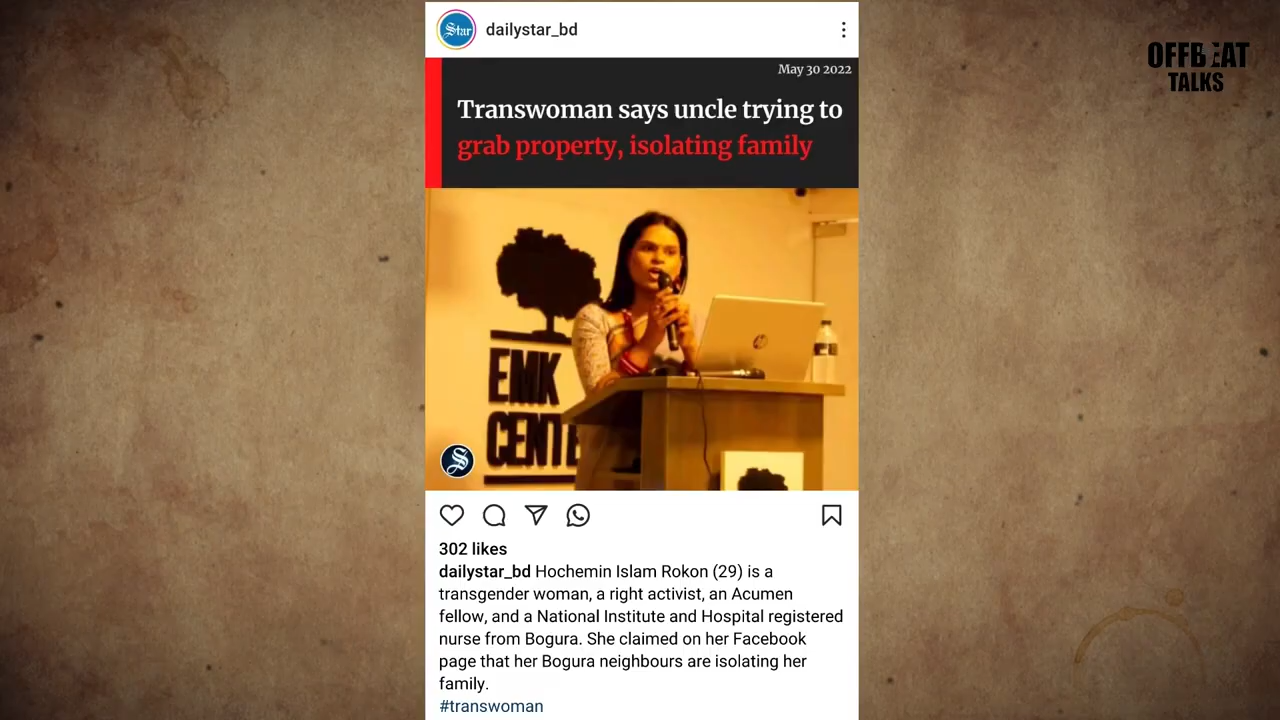 Star
dailystar_bd
OFFBEAT
TALKS
May 30 2022
Transwoman says uncle trying to
grab property, isolating family
EMK
CENTE
hp
S
302 likes
dailystar_bd Hochemin Islam Rokon (29) is a
transgender woman, a right activist, an Acumen
fellow, and a National Institute and Hospital registered
nurse from Bogura. She claimed on her Facebook
page that her Bogura neighbours are isolating her
family.
#transwoman